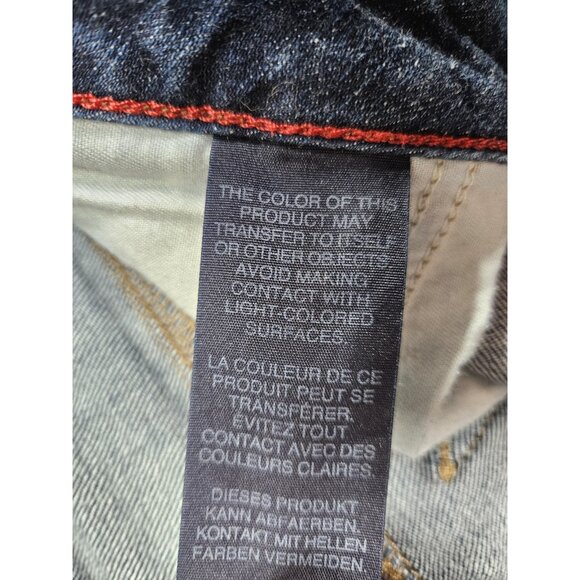 THE COLOR OF THIS
PRODUCT MAY
TRANSFER TO ITSELF
OR OTHER OBJECTS.
AVOID MAKING
CONTACT WITH
LIGHT-COLORED
SURFACES.
LA COULEUR DE CE
PRODUIT PEUT SE
TRANSFÉRER.
EVITEZ TOUT
CONTACT AVEC DES
COULEURS CLAIRES.
DIESES PRODUKT
KANN ABFAERBEN.
KONTAKT MIT HELLEN
FARBEN VERMEIDEN.